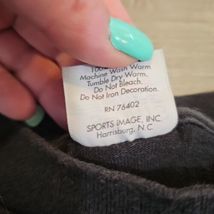 100%
Machine Wash Warm
Tumble Dry, Warm.
Do Not Bleach.
Do Not Iron Decoration.
RN 76402
SPORTS IMAGE, INC.
Harrisburg, N.C.